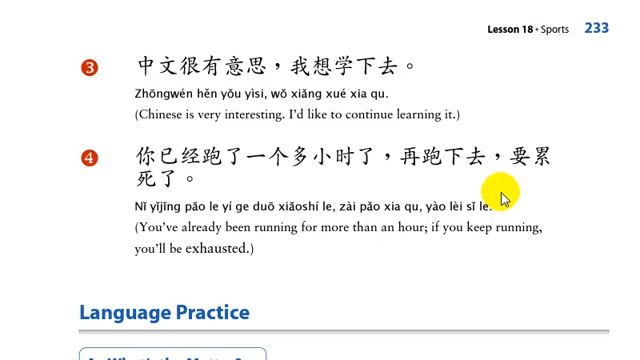 Lesson 18 • Sports 233
3 中文很有意思，我想学下去。
Zhōngwén hěn yǒu yìsi, wǒ xiǎng xué xia qu.
(Chinese is very interesting. I'd like to continue learning it.)
4 你已经跑了一个多小时了，再跑下去，要累
死了。
Nǐ yǐjīng pǎo le yí ge duō xiǎoshí le, zài pǎo xia qu, yào lèi sǐ le.
(You've already been running for more than an hour; if you keep running,
you'll be exhausted.)
Language Practice